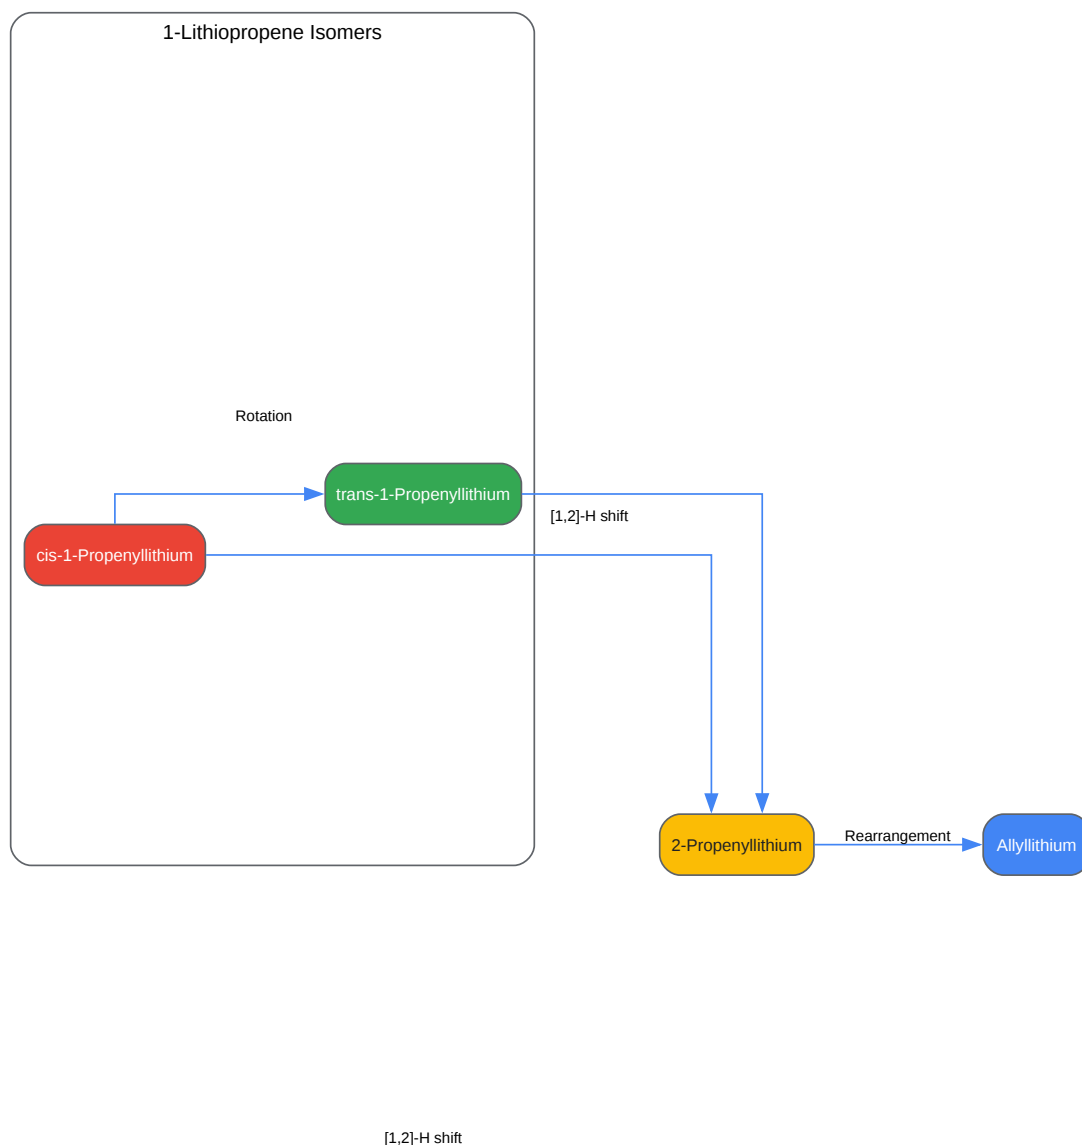 1-Lithiopropene Isomers
Rotation
trans-1-Propenyllithium
[1,2]-H shift
cis-1-Propenyllithium
Rearrangement
2-Propenyllithium
Allyllithium
[1,2]-H shift